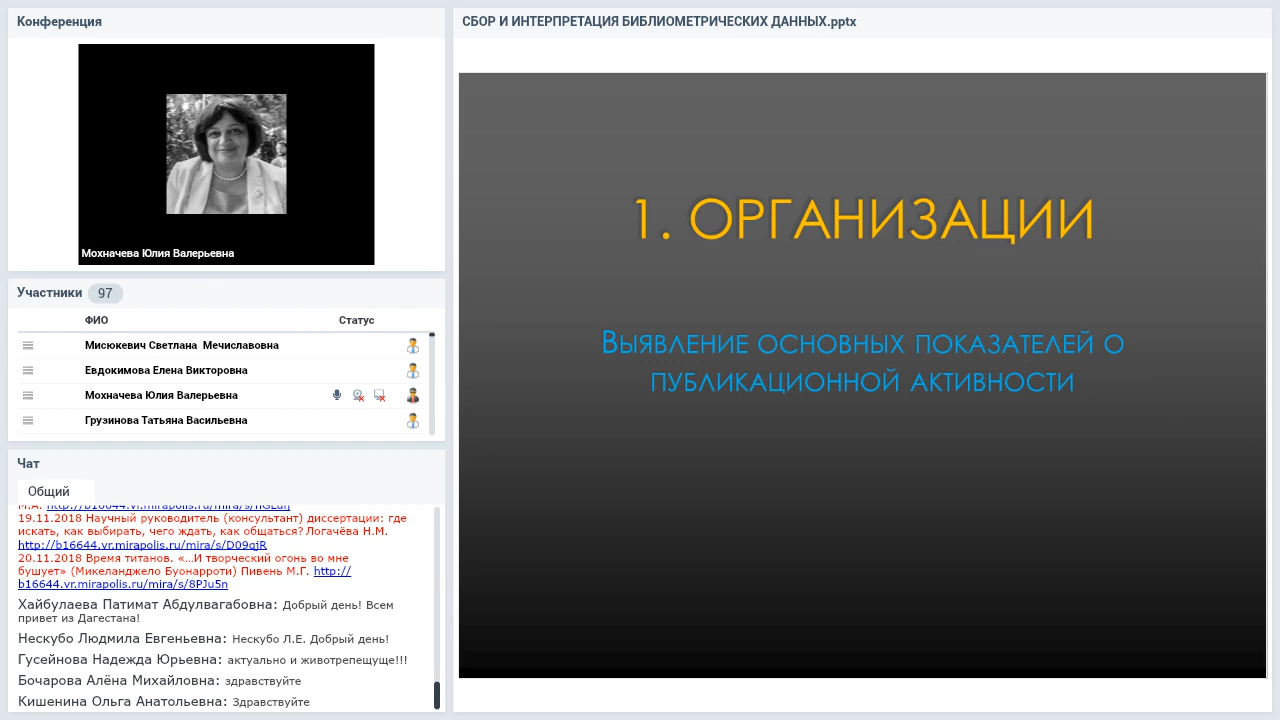 Конференция
Мохначева Юлия Валерьевна
Участники 97
ФИО Статус
Мисюкевич Светлана Мечиславовна
Евдокимова Елена Викторовна
Мохначева Юлия Валерьевна
Грузинова Татьяна Васильевна
Чат
Общий
19.11.2018 Научный руководитель (консультант) диссертации: где
искать, как выбирать, чего ждать, как общаться? Логачёва Н.М.
http://b16644.vr.mirapolis.ru/mira/s/D09qjR
20.11.2018 Время титанов. «...И творческий огонь во мне
бушует» (Микеланджело Буонарроти) Пивень М.Г. http://
b16644.vr.mirapolis.ru/mira/s/8PJu5n
Хайбулаева Патимат Абдулвагабовна: Добрый день! Всем
привет из Дагестана!
Нескубо Людмила Евгеньевна: Нескубо Л.Е. Добрый день!
Гусейнова Надежда Юрьевна: актуально и животрепещуще!!!
Бочарова Алёна Михайловна: здравствуйте
Кишенина Ольга Анатольевна: Здравствуйте
СБОР И ИНТЕРПРЕТАЦИЯ БИБЛИОМЕТРИЧЕСКИХ ДАННЫХ.pptx
1. ОРГАНИЗАЦИИ
Выявление основных показателей о
публикационной активности